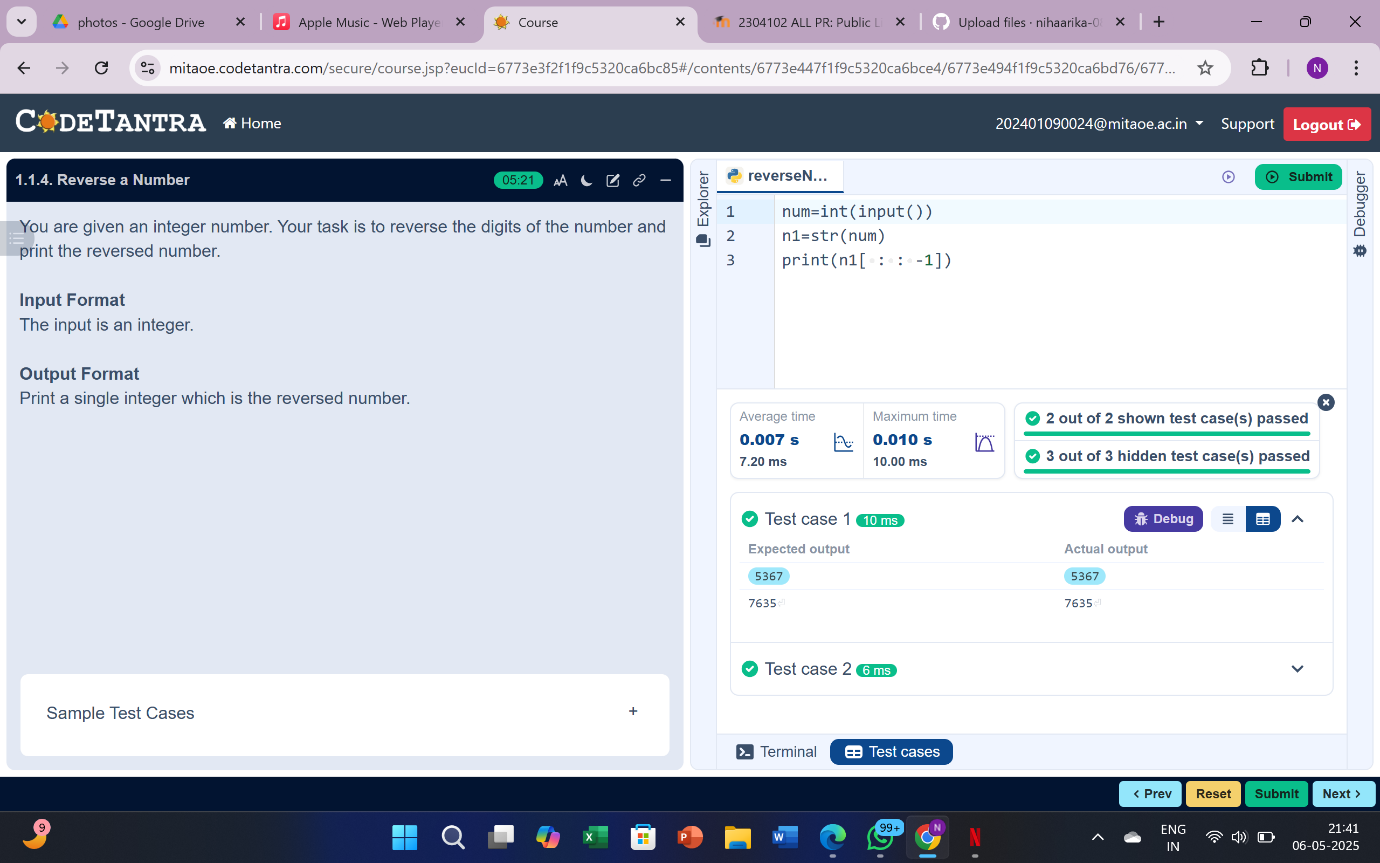 photos - Google Drive
Apple Music - Web Playe
Course
2304102 ALL PR: Public L
Upload files · nihaarika-0
mitaoe.codetantra.com/secure/course.jsp?eucId=6773e3f2f1f9c5320ca6bc85#/contents/6773e447f1f9c5320ca6bce4/6773e494f1f9c5320ca6bd76/677...
N
CODETANTRA
Home
202401090024@mitaoe.ac.in
Support
Logout
1.1.4. Reverse a Number
05:21
AA
You are given an integer number. Your task is to reverse the digits of the number and
print the reversed number.
Input Format
The input is an integer.
Output Format
Print a single integer which is the reversed number.
Sample Test Cases
+
Explorer
reverseN...
Submit
Debugger
1 num=int(input())
2 n1=str(num)
3 print(n1[ : : -1])
Average time
0.007 s
7.20 ms
Maximum time
0.010 s
10.00 ms
2 out of 2 shown test case(s) passed
3 out of 3 hidden test case(s) passed
Test case 1 10 ms
Debug
Expected output Actual output
5367 5367
7635 7635
Test case 2 6 ms
Terminal
Test cases
< Prev
Reset
Submit
Next >
9
99+
N
N
ENG
IN
21:41
06-05-2025